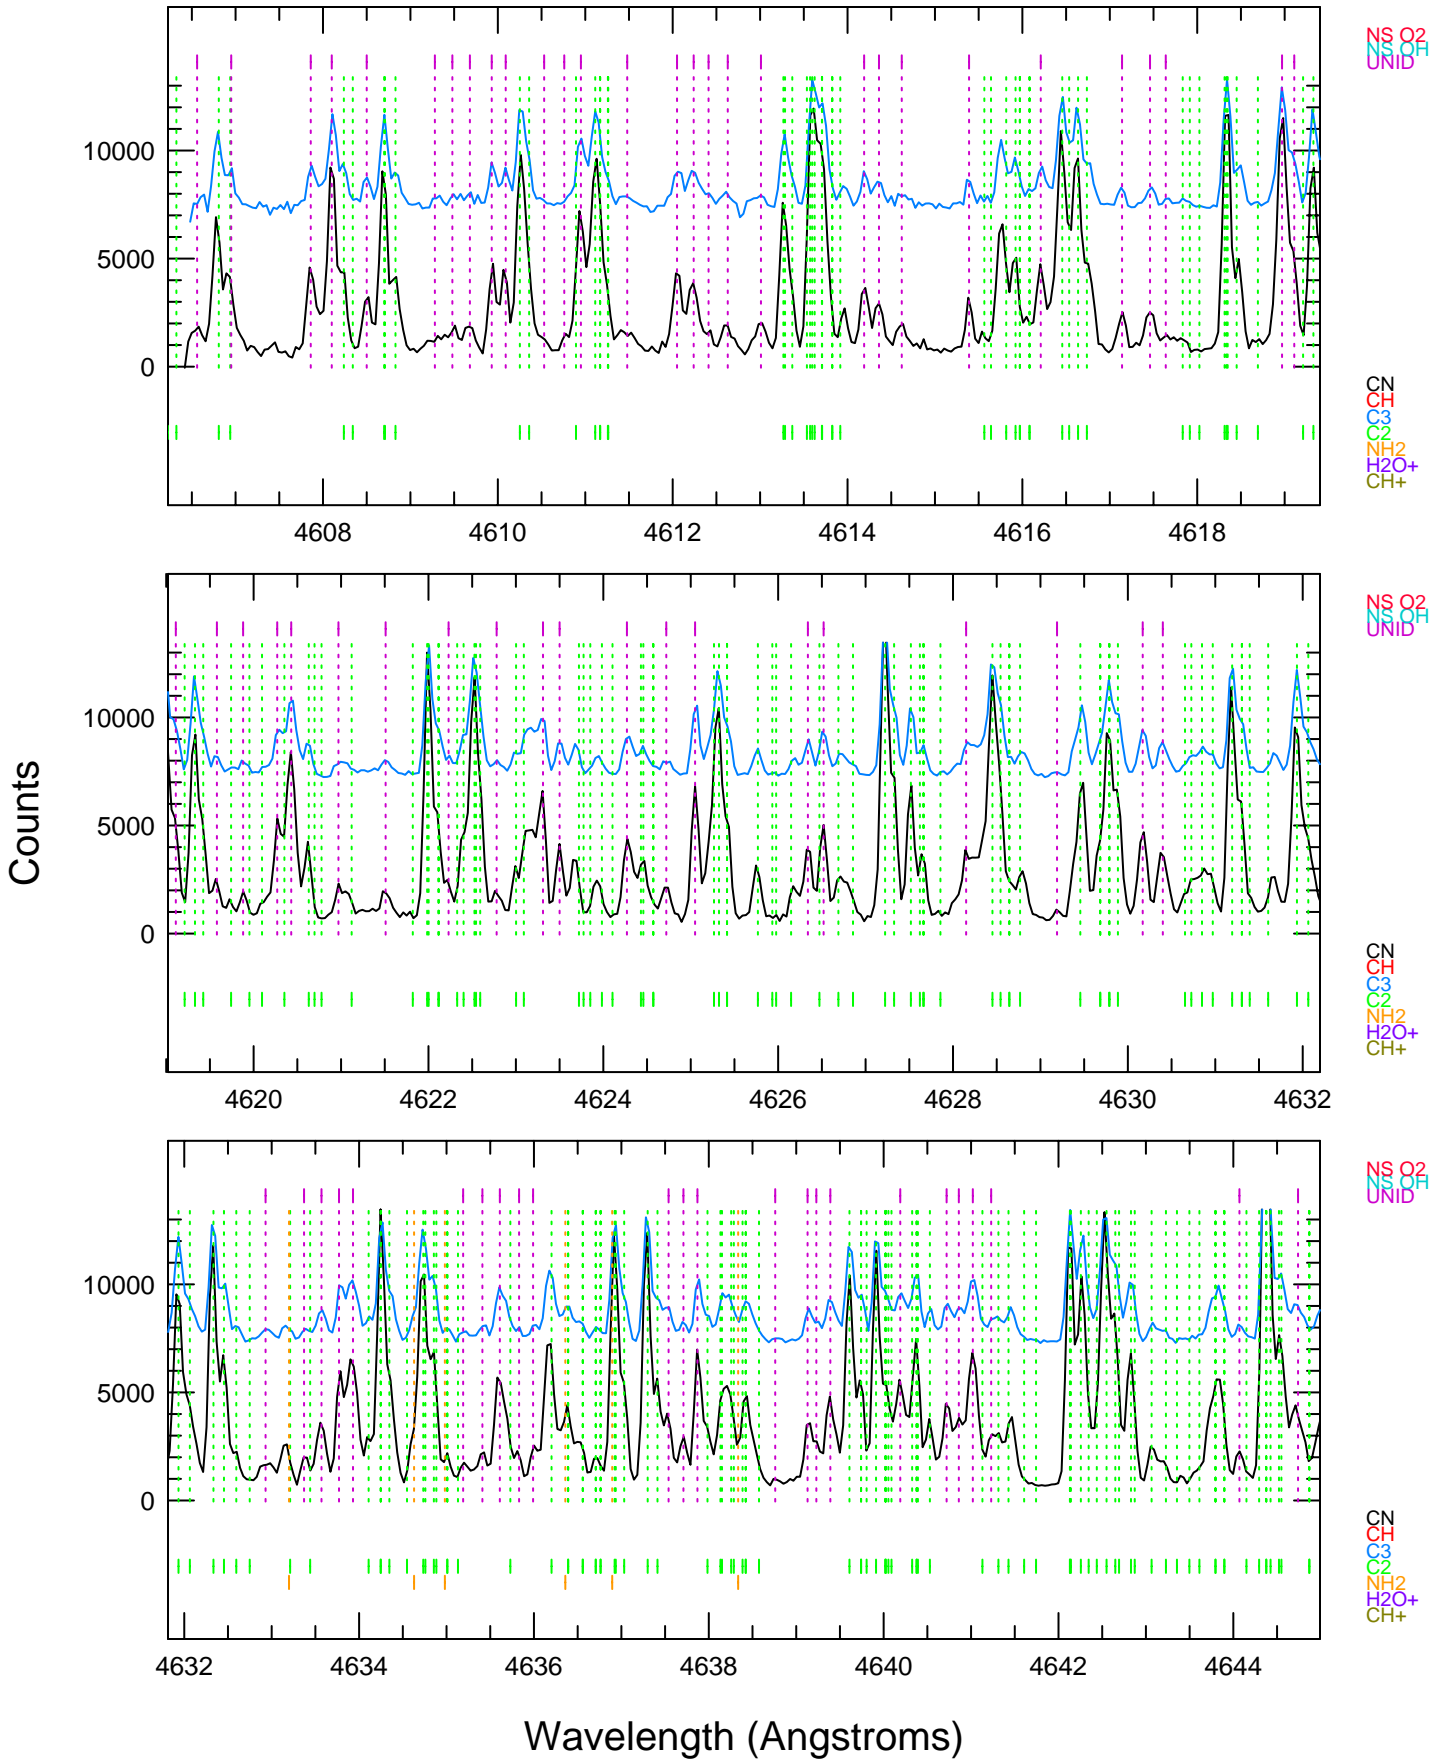 NS O2
NS OH
UNID
10000
5000
0
CN
CH
C3
C2
NH2
H2O+
CH+
4608 4610 4612 4614 4616 4618
NS O2
NS OH
UNID
10000
5000
0
Counts
CN
CH
C3
C2
NH2
H2O+
CH+
4620 4622 4624 4626 4628 4630 4632
NS O2
NS OH
UNID
10000
5000
0
CN
CH
C3
C2
NH2
H2O+
CH+
4632 4634 4636 4638 4640 4642 4644
Wavelength (Angstroms)